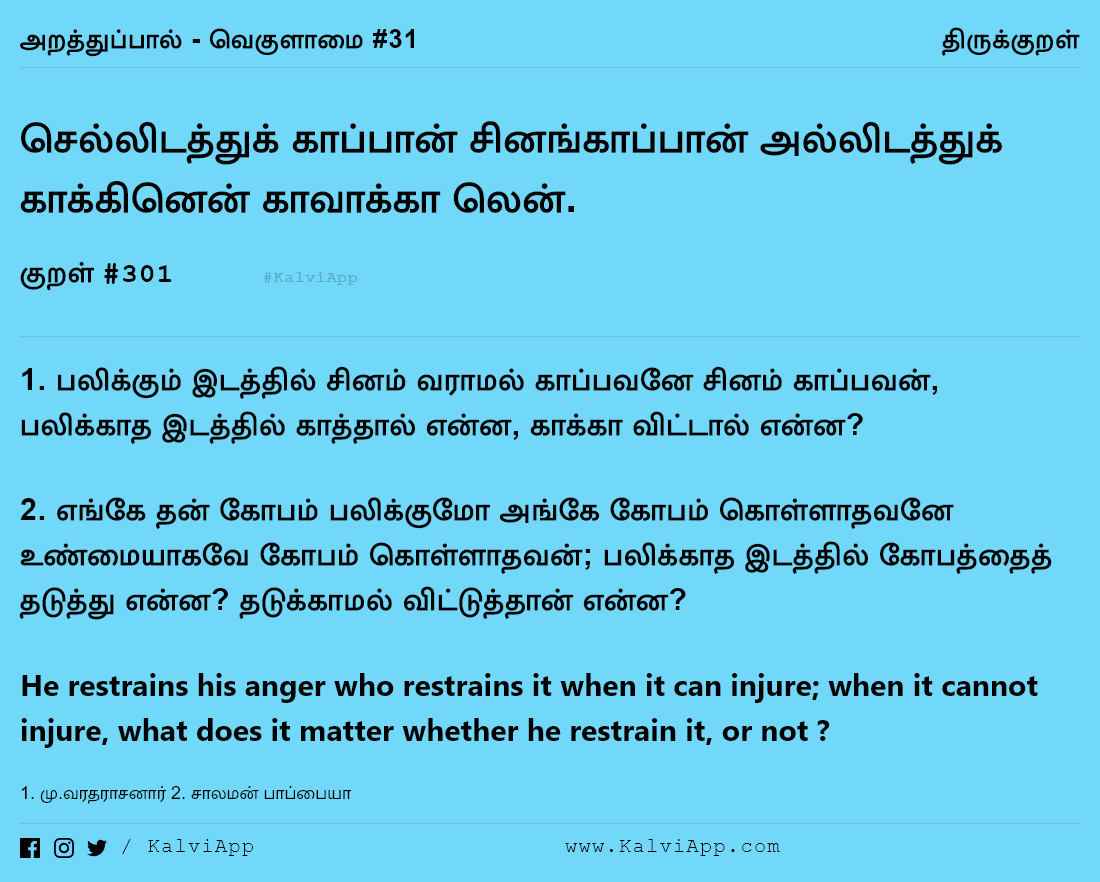 அறத்துப்பால் - வெகுளாமை #31
திருக்குறள்
செல்லிடத்துக் காப்பான் சினங்காப்பான் அல்லிடத்துக்
காக்கினென் காவாக்கா லென்.
குறள் #301
#KalviApp
1. பலிக்கும் இடத்தில் சினம் வராமல் காப்பவனே சினம் காப்பவன்,
பலிக்காத இடத்தில் காத்தால் என்ன, காக்கா விட்டால் என்ன?
2. எங்கே தன் கோபம் பலிக்குமோ அங்கே கோபம் கொள்ளாதவனே
உண்மையாகவே கோபம் கொள்ளாதவன்; பலிக்காத இடத்தில் கோபத்தைத்
தடுத்து என்ன? தடுக்காமல் விட்டுத்தான் என்ன?
He restrains his anger who restrains it when it can injure; when it cannot
injure, what does it matter whether he restrain it, or not ?
1. மு.வரதராசனார் 2. சாலமன் பாப்பையா
/ KalviApp
www.KalviApp.com